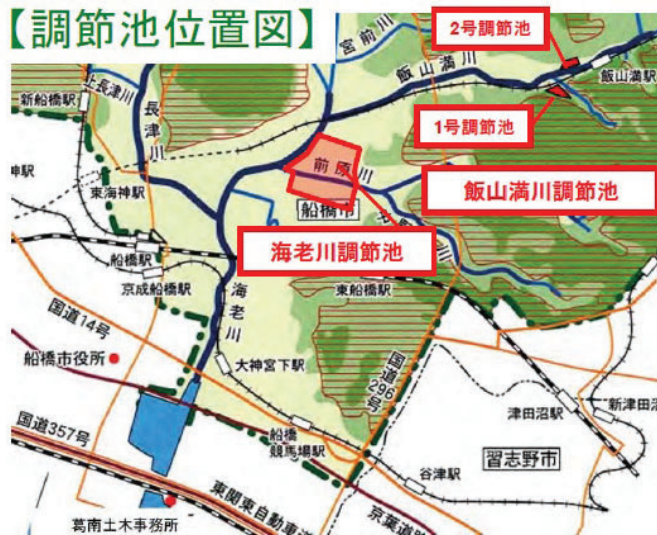 【調節池位置図】
宮前川
2号調節池
飯山満川
飯山満駅
上長津川
新船橋駅
長津川
1号調節池
前原川
飯山満川調節池
東海神駅
船橋市
海老川調節池
船橋駅
京成船橋駅
東船橋駅
海老川
国道14号
船橋市役所
大神宮下駅
国道296号
津田沼駅
新津田沼
国道357号
船橋競馬場駅
谷津駅
習志野市
東関東自動車道
京葉道路
葛南土木事務所